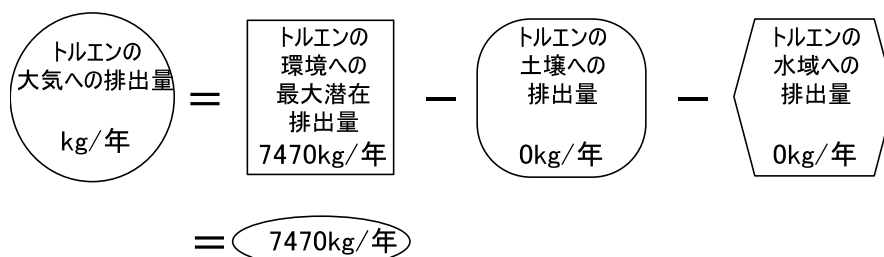 トルエンの
大気への排出量
kg/年
=
トルエンの
環境への
最大潜在
排出量
7470kg/年
−
トルエンの
土壌への
排出量
0kg/年
−
トルエンの
水域への
排出量
0kg/年
=
7470kg/年